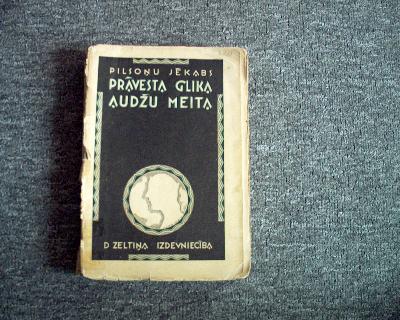 PILSOŅU JĒKABS
PRĀVESTA GLIKA
AUDŽU MEITA
D ZELTIŅA IZDEVNIECĪBA